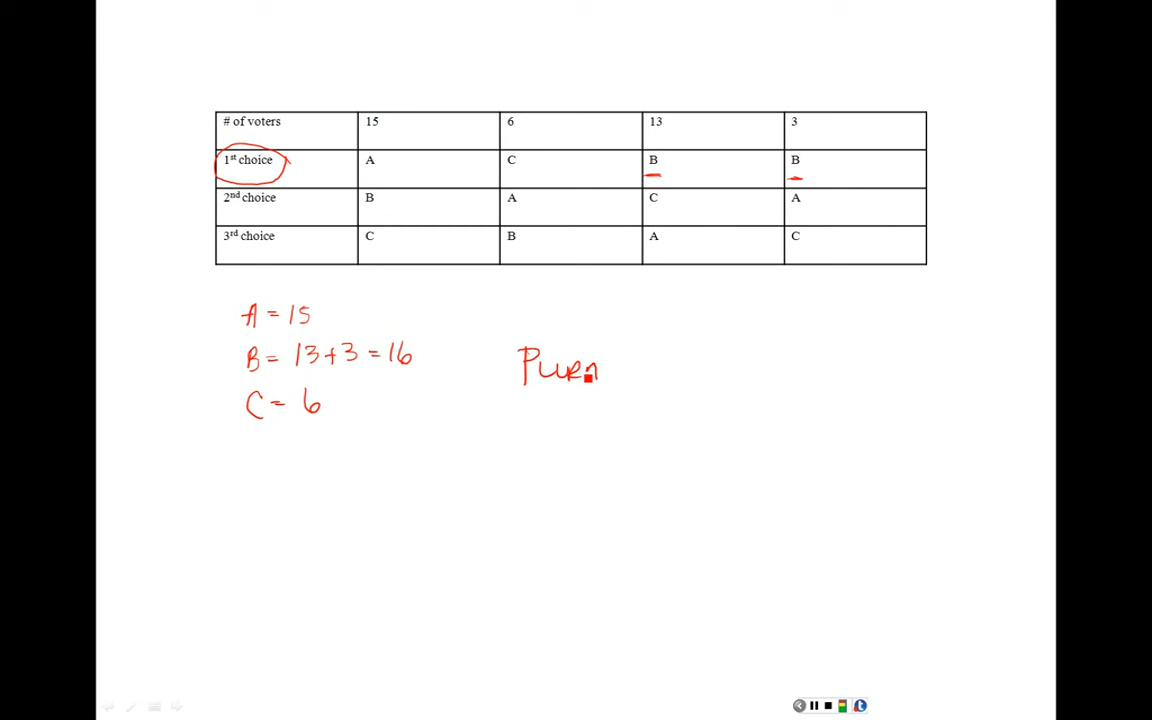 # of voters 15 6 13 3
1st choice A C B B
2nd choice B A C A
3rd choice C B A C
A = 15
B = 13+3 = 16
C = 6